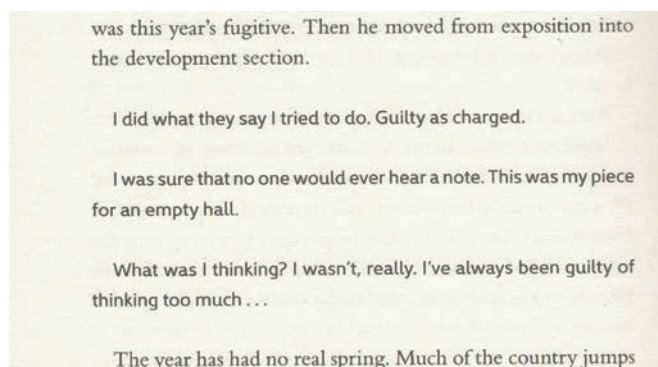 was this year’s fugitive. Then he moved from exposition into
the development section.
I did what they say I tried to do. Guilty as charged.
I was sure that no one would ever hear a note. This was my piece
for an empty hall.
What was I thinking? I wasn’t, really. I’ve always been guilty of
thinking too much . . .
The year has had no real spring. Much of the country jumps